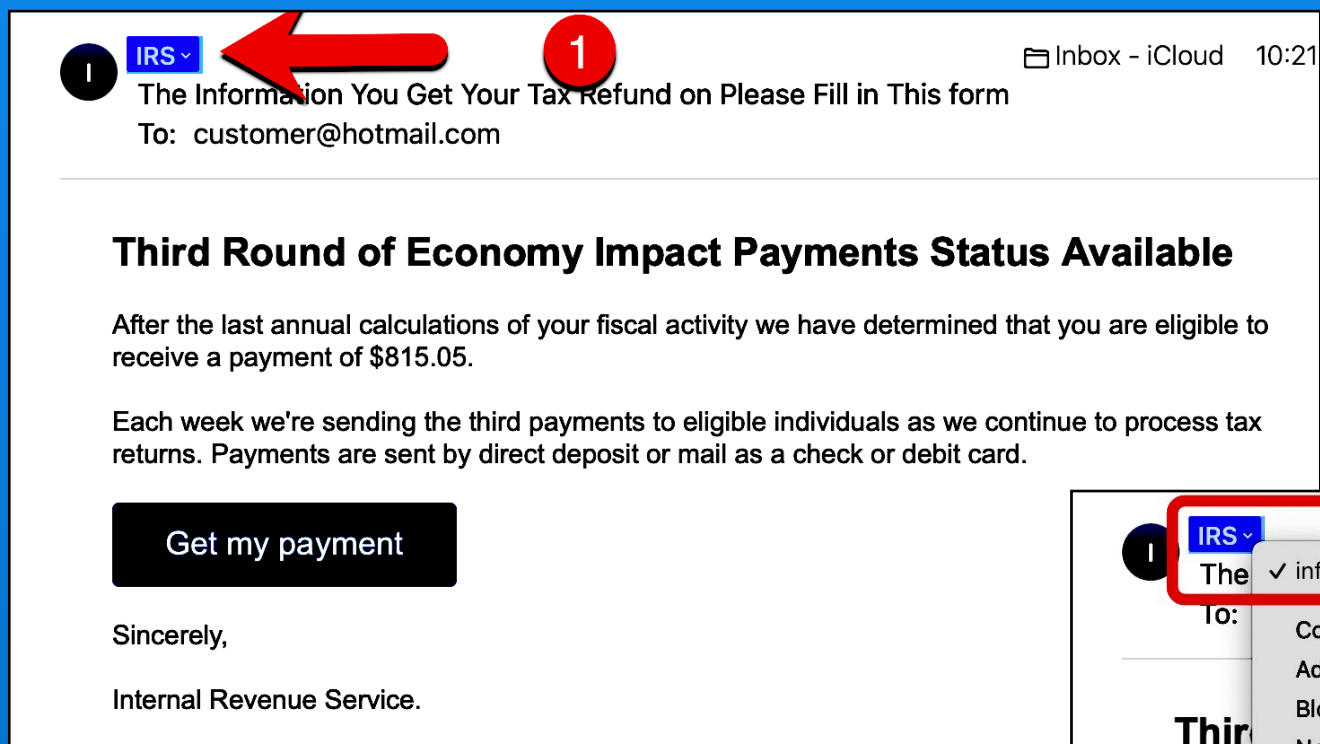 I
IRS
1
Inbox - iCloud 10:21
The Information You Get Your Tax Refund on Please Fill in This form
To: customer@hotmail.com
Third Round of Economy Impact Payments Status Available
After the last annual calculations of your fiscal activity we have determined that you are eligible to
receive a payment of $815.05.
Each week we're sending the third payments to eligible individuals as we continue to process tax
returns. Payments are sent by direct deposit or mail as a check or debit card.
Get my payment
Sincerely,
Internal Revenue Service.
I
IRS
The
To: